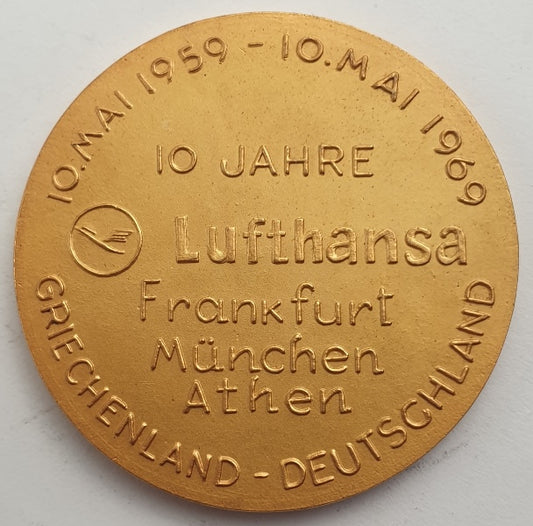 10. MAI 1959 - 10. MAI 1969
10 JAHRE
Lufthansa
Frankfurt
München
Athen
GRIECHENLAND - DEUTSCHLAND